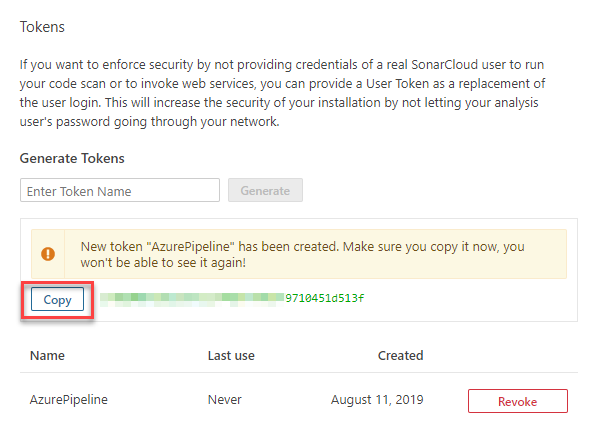 Tokens
If you want to enforce security by not providing credentials of a real SonarCloud user to run
your code scan or to invoke web services, you can provide a User Token as a replacement of
the user login. This will increase the security of your installation by not letting your analysis
user's password going through your network.
Generate Tokens
Enter Token Name Generate
New token "AzurePipeline" has been created. Make sure you copy it now, you
won't be able to see it again!
Copy 9710451d513f
Name Last use Created
AzurePipeline Never August 11, 2019 Revoke